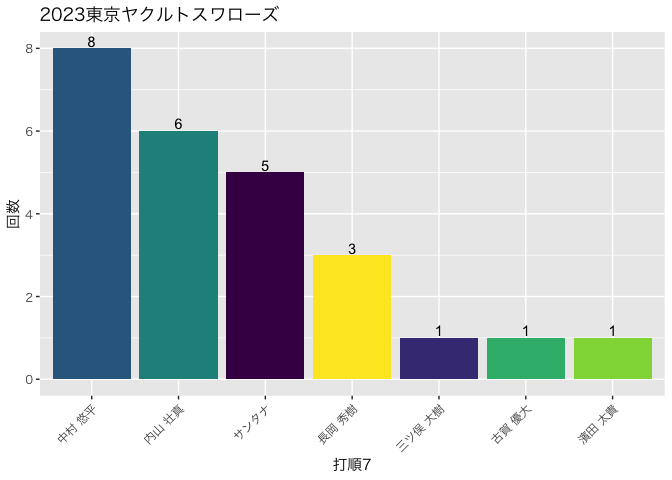 2023東京ヤクルトスワローズ
回数
8
6
4
2
0
8
6
5
3
1
1
1
中村 悠平
内山 壮真
サンタナ
長岡 秀樹
三ツ俣 大樹
古賀 優大
濱田 太貴
打順7